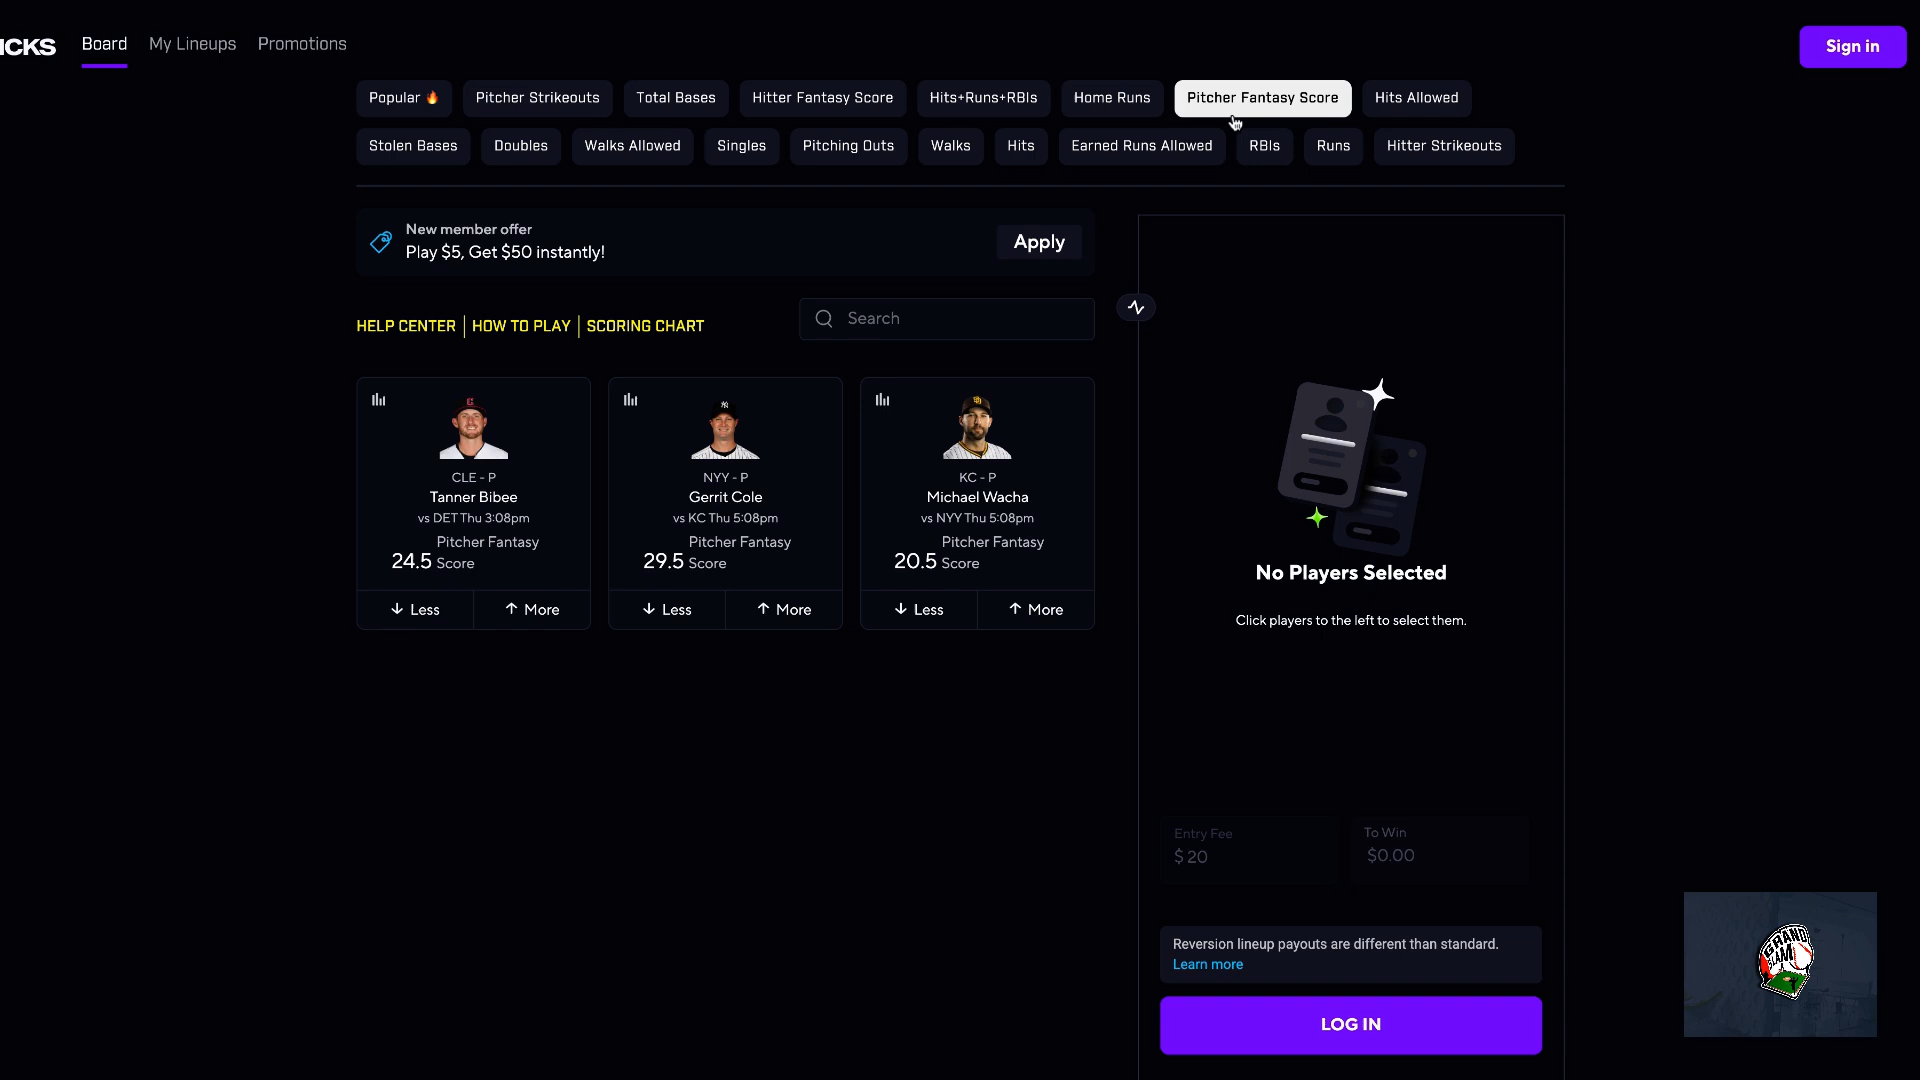 ICKS
Board
My Lineups
Promotions
Sign in
Popular 🔥
Pitcher Strikeouts
Total Bases
Hitter Fantasy Score
Hits+Runs+RBIs
Home Runs
Pitcher Fantasy Score
Hits Allowed
Stolen Bases
Doubles
Walks Allowed
Singles
Pitching Outs
Walks
Hits
Earned Runs Allowed
RBIs
Runs
Hitter Strikeouts
New member offer
Play $5, Get $50 instantly!
Apply
HELP CENTER
HOW TO PLAY
SCORING CHART
Search
CLE - P
Tanner Bibee
vs DET Thu 3:08pm
24.5
Pitcher Fantasy
Score
Less
More
NYY - P
Gerrit Cole
vs KC Thu 5:08pm
29.5
Pitcher Fantasy
Score
Less
More
KC - P
Michael Wacha
vs NYY Thu 5:08pm
20.5
Pitcher Fantasy
Score
Less
More
No Players Selected
Click players to the left to select them.
Entry Fee
$ 20
To Win
$0.00
Reversion lineup payouts are different than standard.
Learn more
LOG IN
GRAND
SLAM